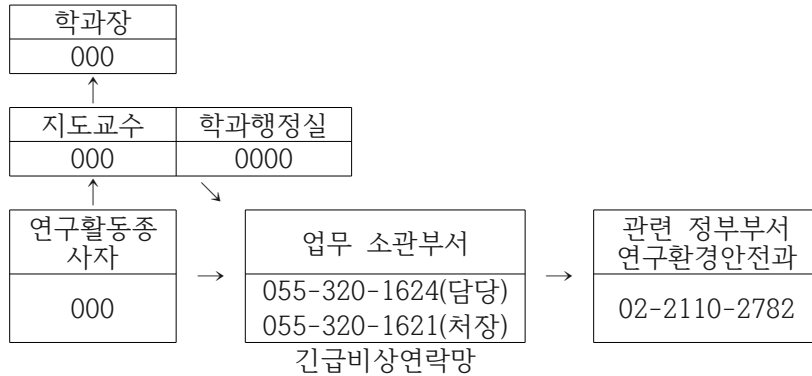 학과장
000
↑
지도교수 학과행정실
000 0000
↑ ↘
연구활동종
사자
000
→
업무 소관부서
055-320-1624(담당)
055-320-1621(처장)
→
관련 정부부서
연구환경안전과
02-2110-2782
긴급비상연락망